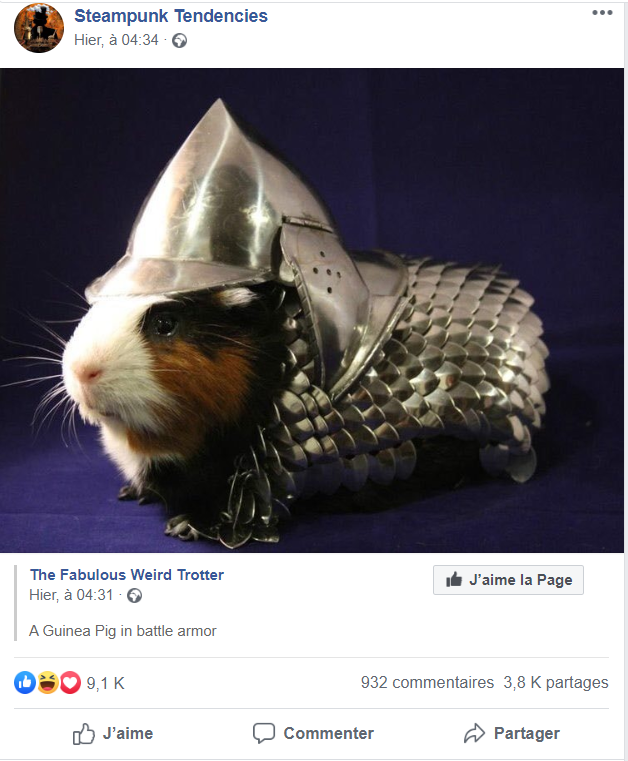 Steampunk Tendencies
Hier, à 04:34 ·
The Fabulous Weird Trotter
Hier, à 04:31 ·
J'aime la Page
A Guinea Pig in battle armor
9,1 K
932 commentaires 3,8 K partages
J'aime
Commenter
Partager